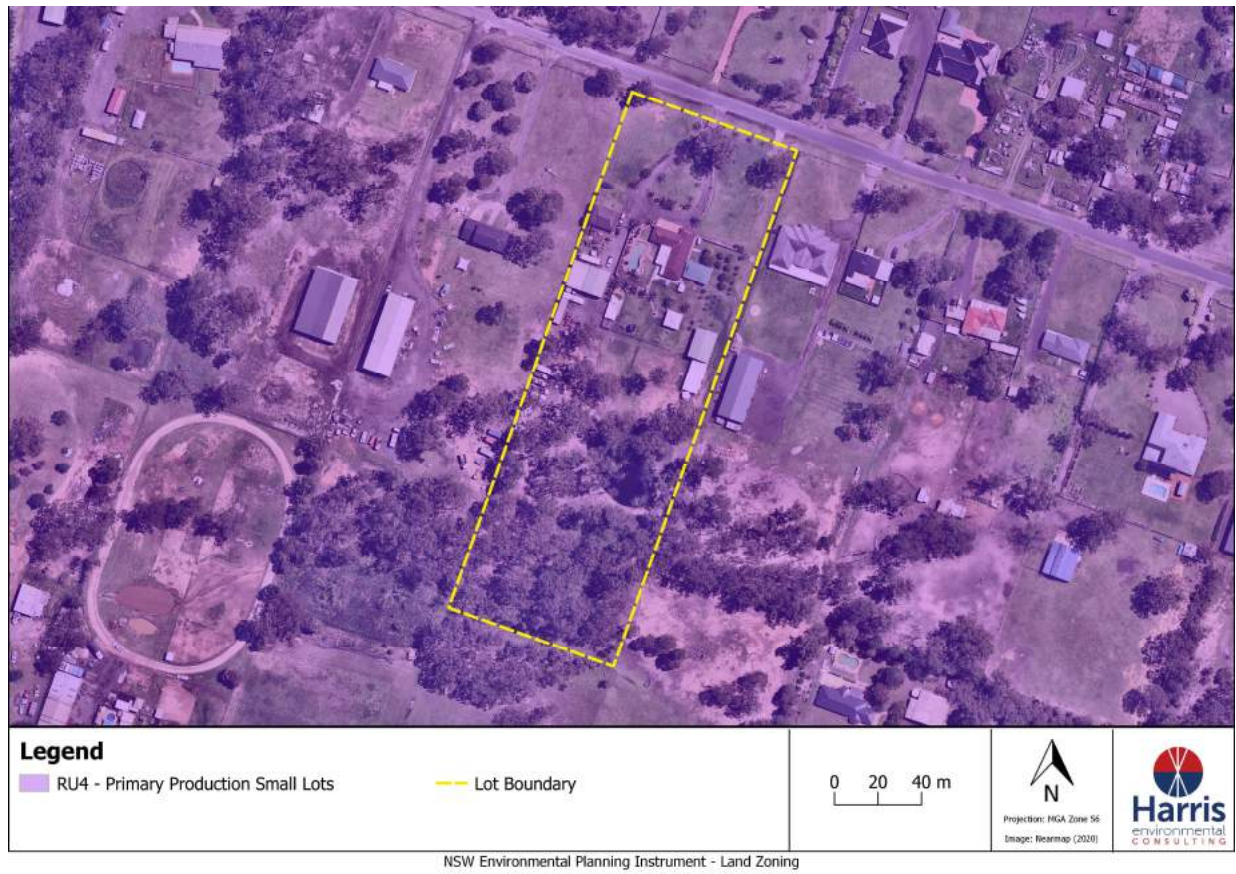 Legend
RU4 - Primary Production Small Lots
Lot Boundary
0 20 40 m
N
Projection: MGA Zone 56
Image: Nearmap (2020)
Harris
environmental
CONSULTING
NSW Environmental Planning Instrument - Land Zoning